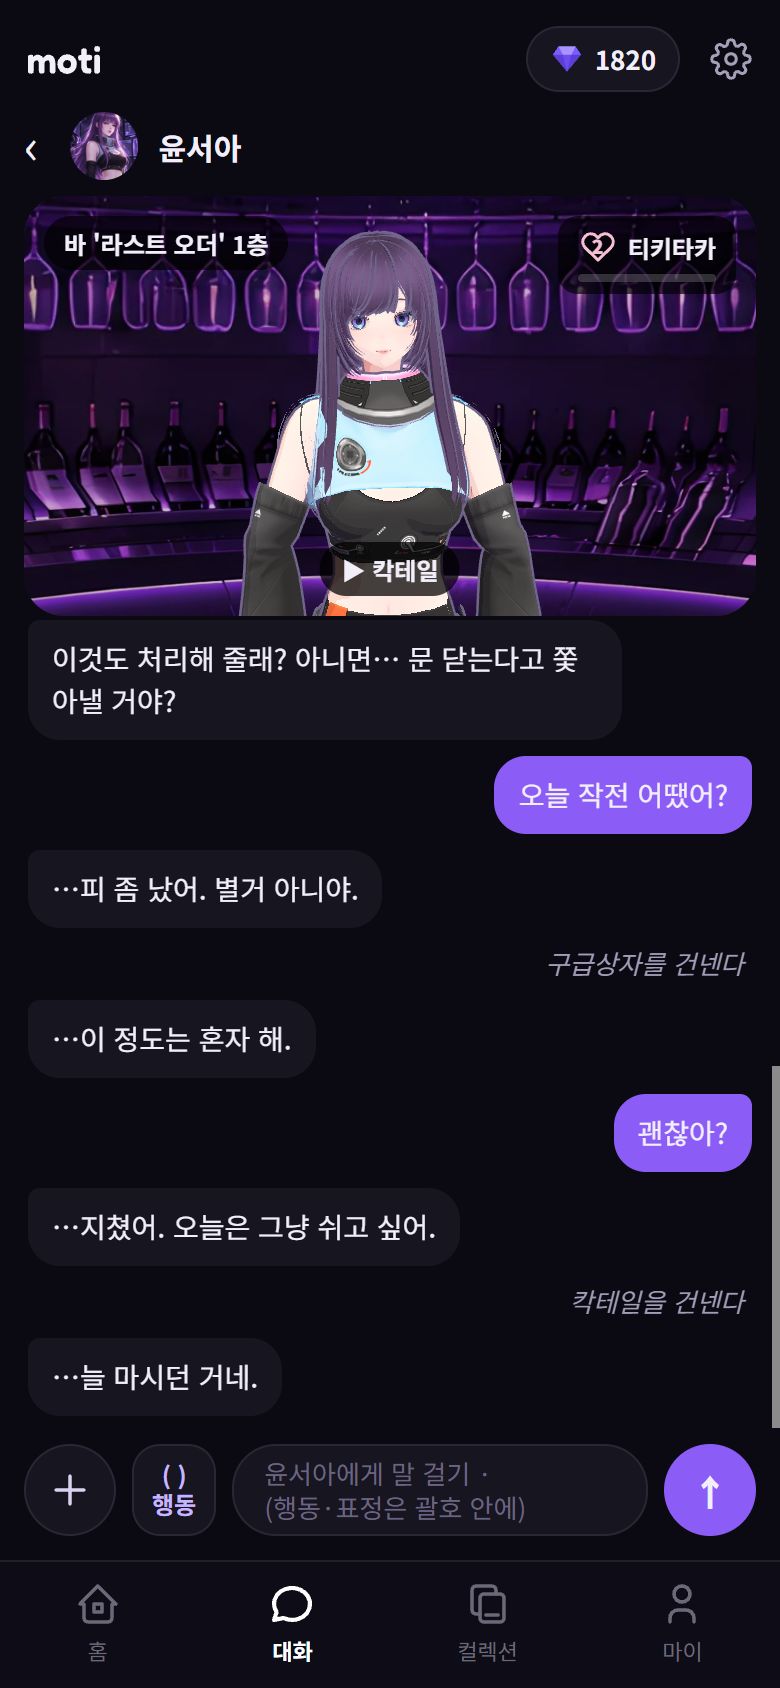 moti
1820
윤서아
바 '라스트 오더' 1층
2
티키타카
▶ 칵테일
이것도 처리해 줄래? 아니면… 문 닫는다고 쫓
아낼 거야?
오늘 작전 어땠어?
…피 좀 났어. 별거 아니야.
구급상자를 건넨다
…이 정도는 혼자 해.
괜찮아?
…지쳤어. 오늘은 그냥 쉬고 싶어.
칵테일을 건넨다
…늘 마시던 거네.
( )
행동
윤서아에게 말 걸기 ·
(행동·표정은 괄호 안에)
홈
대화
컬렉션
마이